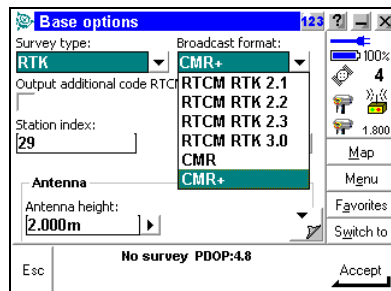 Base options 123 ?
Survey type: Broadcast format:
RTK CMR+
100%
Output additional code RTCM
RTCM RTK 2.1
RTCM RTK 2.2
RTCM RTK 2.3
RTCM RTK 3.0
CMR
CMR+
4
Station index:
29
1.800
Map
Menu
Favorites
Switch to
Antenna
Antenna height:
2.000m
No survey PDOP:4.8
Esc
Accept